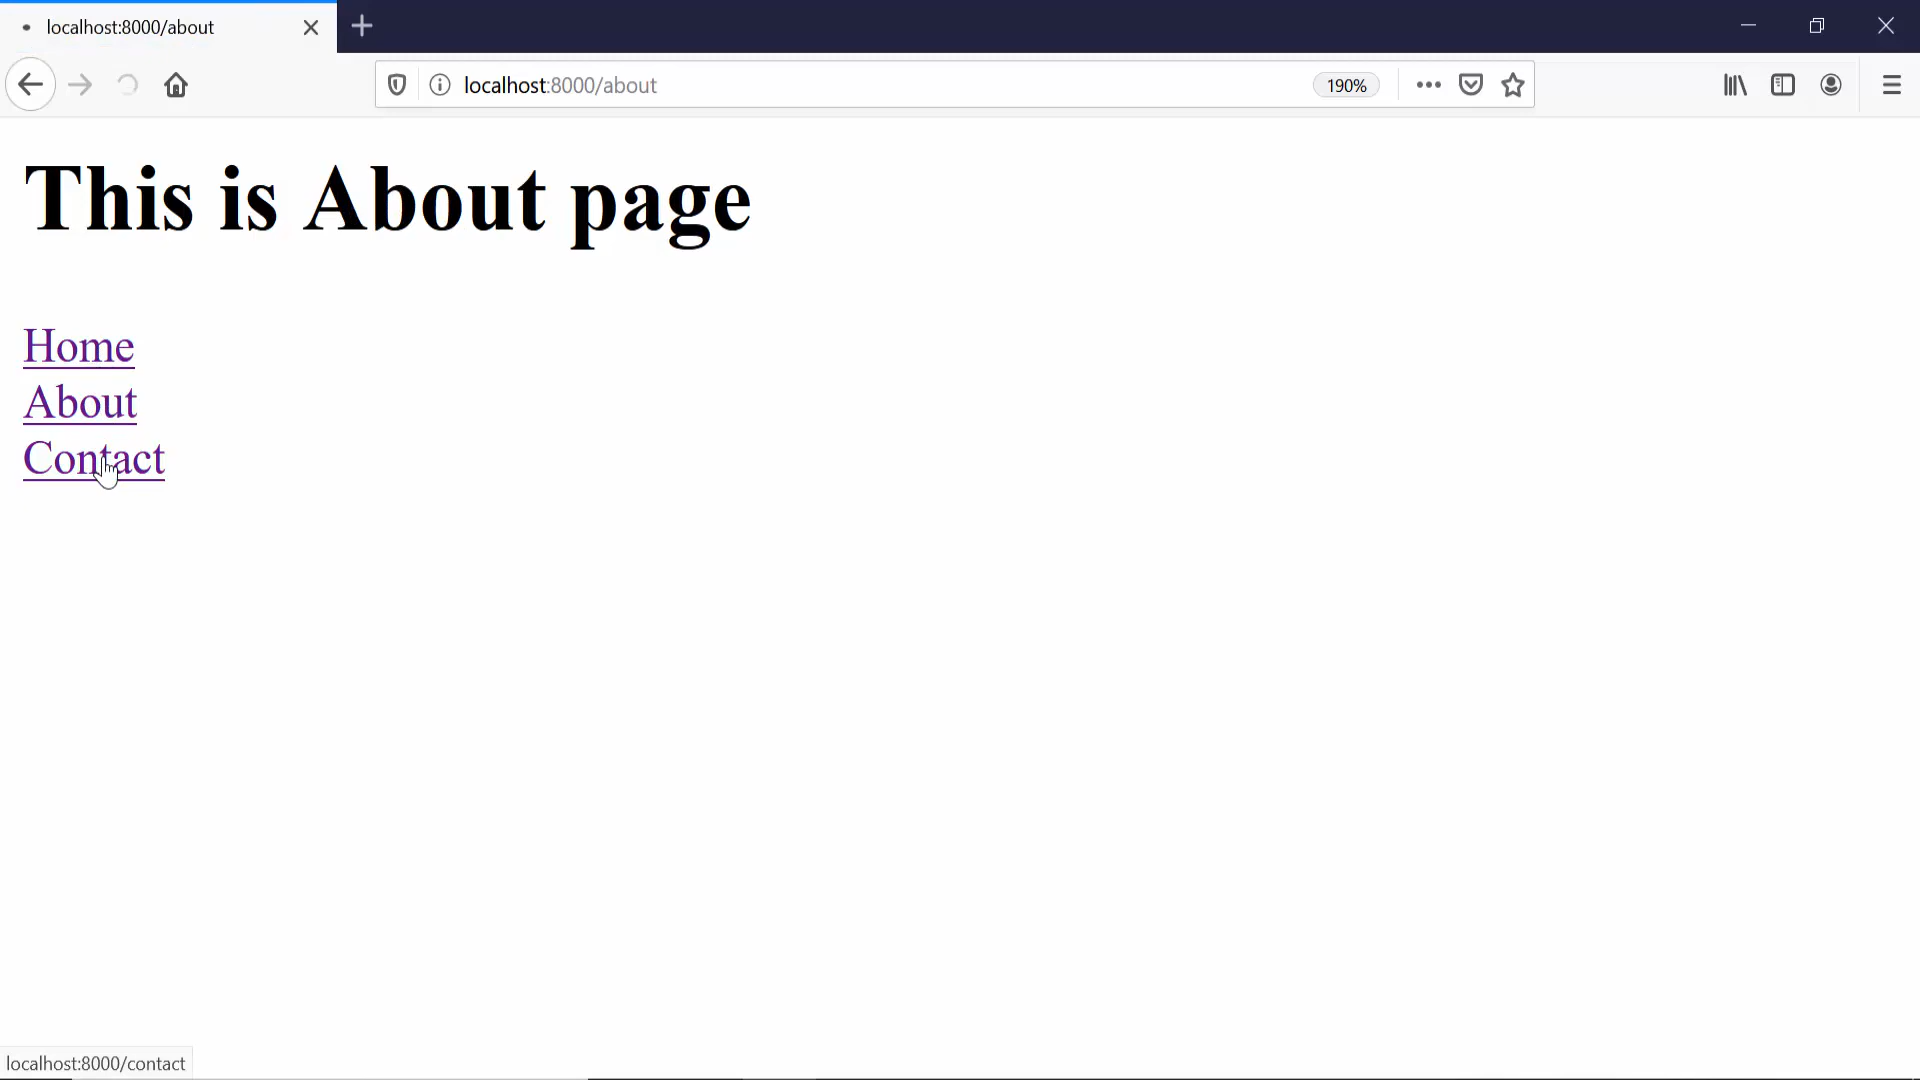 localhost:8000/about
localhost:8000/about
190%
This is About page
Home
About
Contact
localhost:8000/contact